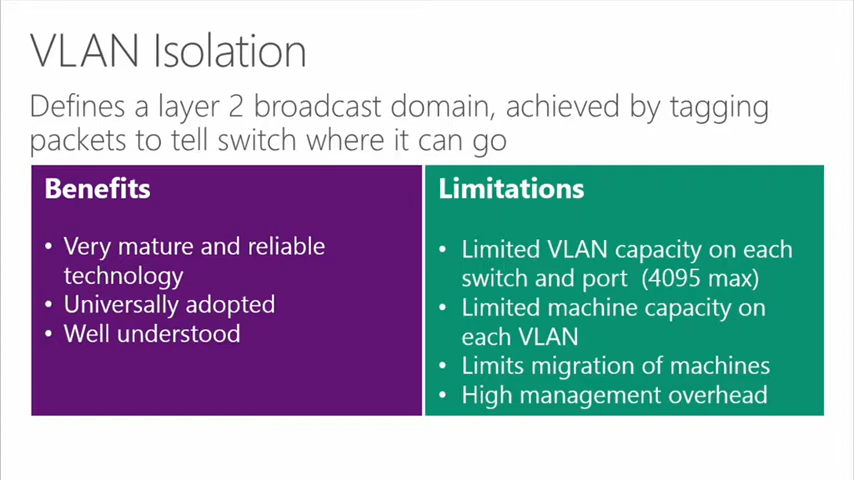 VLAN Isolation
Defines a layer 2 broadcast domain, achieved by tagging
packets to tell switch where it can go
Benefits
• Very mature and reliable
technology
• Universally adopted
• Well understood
Limitations
• Limited VLAN capacity on each
switch and port  (4095 max)
• Limited machine capacity on
each VLAN
• Limits migration of machines
• High management overhead